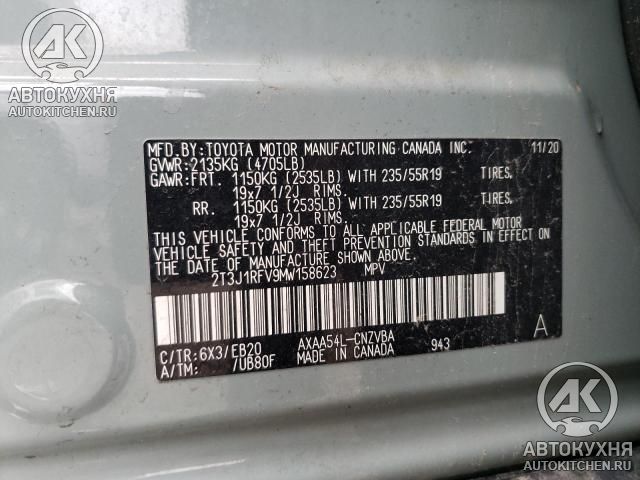 AK
АВТОКУХНЯ
AUTOKITCHEN.RU
MFD.BY:TOYOTA MOTOR MANUFACTURING CANADA INC. 11/20
GVWR:2135KG (4705LB)
GAWR:FRT. 1150KG (2535LB) WITH 235/55R19 TIRES,
19x7 1/2J RIMS.
RR. 1150KG (2535LB) WITH 235/55R19 TIRES,
19x7 1/2J RIMS.
THIS VEHICLE CONFORMS TO ALL APPLICABLE FEDERAL MOTOR
VEHICLE SAFETY AND THEFT PREVENTION STANDARDS IN EFFECT
ON THE DATE OF MANUFACTURE SHOWN ABOVE.
2T3J1RFV9MW158623 MPV
C/TR:6X3/EB20 AXAA54L-CNZVBA A
A/TM: /UB80F MADE IN CANADA 943
AK
АВТОКУХНЯ
AUTOKITCHEN.RU